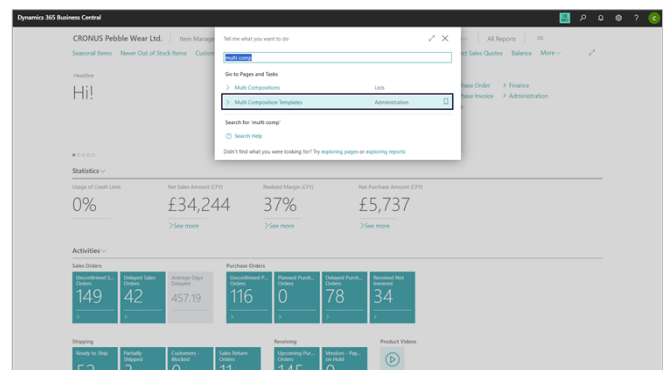 Dynamics 365 Business Central
CRONUS Pebble Wear Ltd.
Item Manage
All Reports
Seasonal Items Never Out of Stock Items Custom
ect Sales Quotes Balance More
Tell me what you want to do
multi comp
Go to Pages and Tasks
Multi Compositions Lists
Multi Composition Templates Administration
Search for 'multi comp'
Search Help
Didn't find what you were looking for? Try exploring pages or exploring reports
Headline
Hi!
hase Order > Finance
hase Invoice > Administration
Statistics
Usage of Credit Limit Net Sales Amount (CFY) Realized Margin (CFY) Net Purchase Amount (CFY)
0% £34,244 37% £5,737
> See more > See more > See more
Activities
Sales Orders Purchase Orders
Unconfirmed S... Orders
149
Delayed Sales Orders
42
Average Days Delayed
457.19
Unconfirmed P... Orders
116
Planned Purch... Orders
0
Delayed Purch... Orders
78
Received Not Invoiced
34
Shipping Receiving Product Videos
Ready to Ship
Partially Shipped
Customers - Blocked
Sales Return Orders
Upcoming Pur... Orders
Vendors - Pay... on Hold